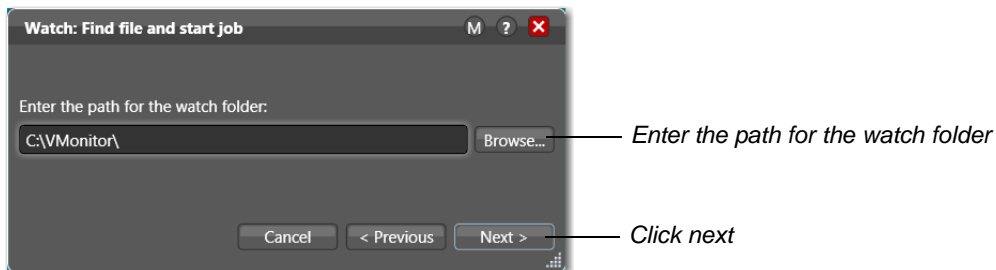 Watch: Find file and start job M ? X
Enter the path for the watch folder:
C:\VMonitor\ Browse... Enter the path for the watch folder
Cancel < Previous Next > Click next